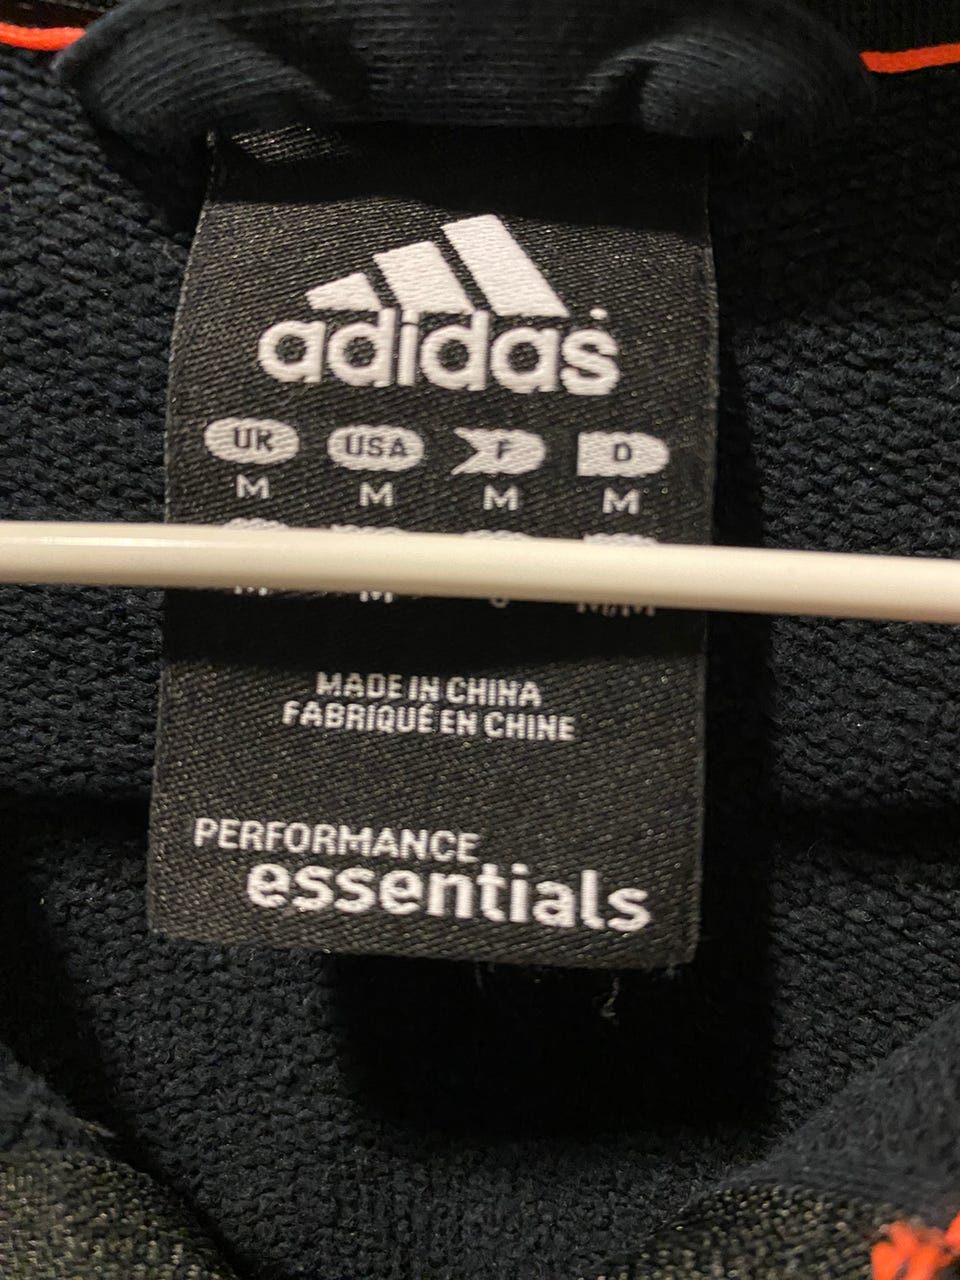 adidas
UK USA F D
M M M M
MADE IN CHINA
FABRIQUÉ EN CHINE
PERFORMANCE
essentials